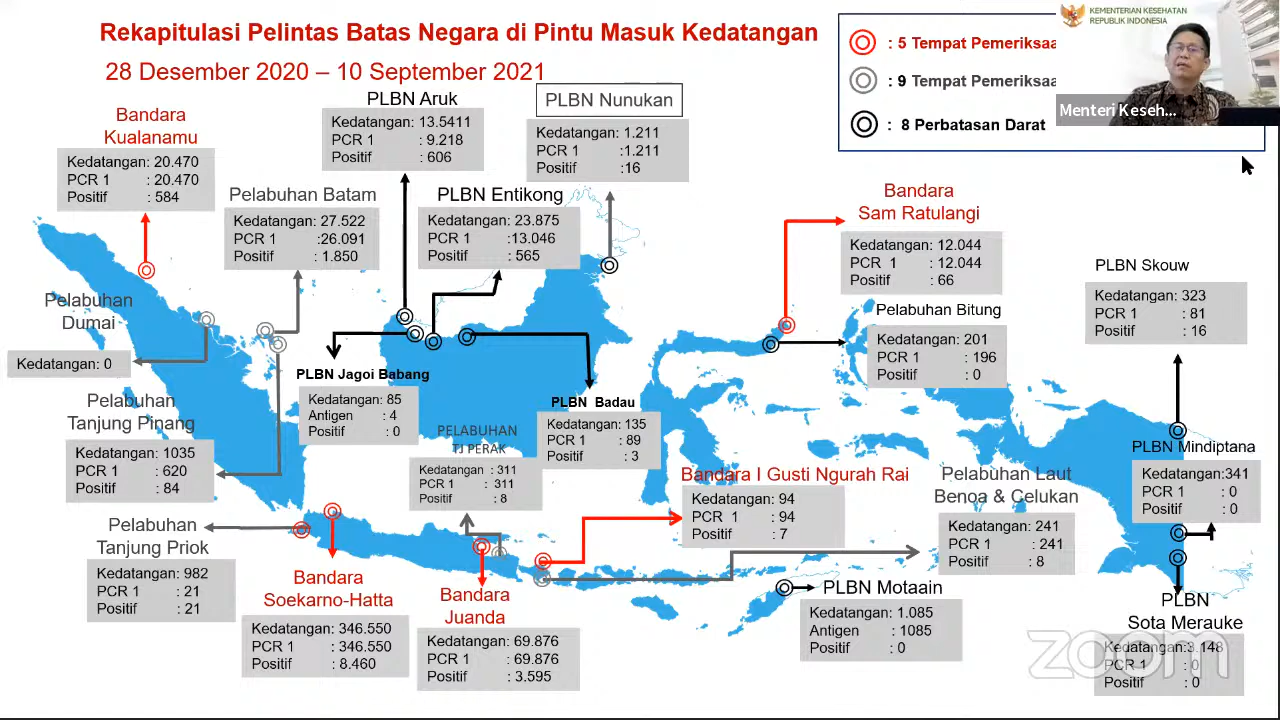 Rekapitulasi Pelintas Batas Negara di Pintu Masuk Kedatangan
28 Desember 2020 – 10 September 2021
KEMENTERIAN KESEHATAN
REPUBLIK INDONESIA
: 5 Tempat Pemeriksaa
: 9 Tempat Pemeriksaa
: 8 Perbatasan Darat
Menteri Keseh...
Bandara
Kualanamu
Kedatangan: 20.470
PCR 1 : 20.470
Positif : 584
PLBN Aruk
Kedatangan: 13.5411
PCR 1 : 9.218
Positif : 606
PLBN Nunukan
Kedatangan: 1.211
PCR 1 :1.211
Positif :16
Pelabuhan Batam
Kedatangan: 27.522
PCR 1 :26.091
Positif : 1.850
PLBN Entikong
Kedatangan: 23.875
PCR 1 :13.046
Positif : 565
Bandara
Sam Ratulangi
Kedatangan: 12.044
PCR 1 : 12.044
Positif : 66
PLBN Skouw
Kedatangan: 323
PCR 1 : 81
Positif : 16
Pelabuhan
Dumai
Kedatangan: 0
Pelabuhan Bitung
Kedatangan: 201
PCR 1 : 196
Positif : 0
PLBN Jagoi Babang
Kedatangan: 85
Antigen : 4
Positif : 0
PLBN Badau
Kedatangan: 135
PCR 1 : 89
Positif : 3
Pelabuhan
Tanjung Pinang
Kedatangan: 1035
PCR 1 : 620
Positif : 84
PELABUHAN
TJ PERAK
Kedatangan : 311
PCR 1 : 311
Positif : 8
Bandara I Gusti Ngurah Rai
Kedatangan: 94
PCR 1 : 94
Positif : 7
Pelabuhan Laut
Benoa & Celukan
Kedatangan: 241
PCR 1 : 241
Positif : 8
PLBN Mindiptana
Kedatangan:341
PCR 1 : 0
Positif : 0
Pelabuhan
Tanjung Priok
Kedatangan: 982
PCR 1 : 21
Positif : 21
Bandara
Soekarno-Hatta
Kedatangan: 346.550
PCR 1 : 346.550
Positif : 8.460
Bandara
Juanda
Kedatangan: 69.876
PCR 1 : 69.876
Positif : 3.595
PLBN Motaain
Kedatangan: 1.085
Antigen : 1085
Positif : 0
PLBN
Sota Merauke
Kedatangan:3.148
PCR 1 : 0
Positif : 0
zoom